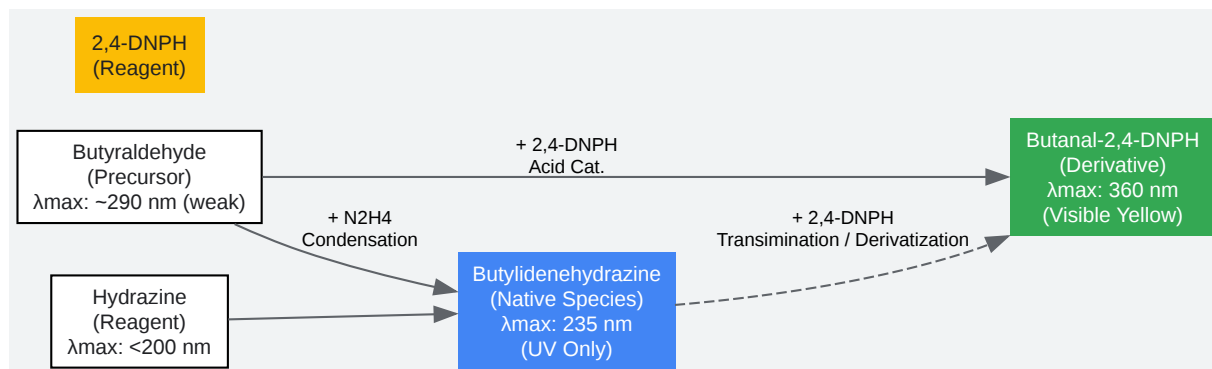 2,4-DNPH
(Reagent)
Butyraldehyde
(Precursor)
λmax: ~290 nm (weak)
+ 2,4-DNPH
Acid Cat.
Butanal-2,4-DNPH
(Derivative)
λmax: 360 nm
(Visible Yellow)
+ N2H4
Condensation
+ 2,4-DNPH
Transimination / Derivatization
Hydrazine
(Reagent)
λmax: <200 nm
Butylidenehydrazine
(Native Species)
λmax: 235 nm
(UV Only)